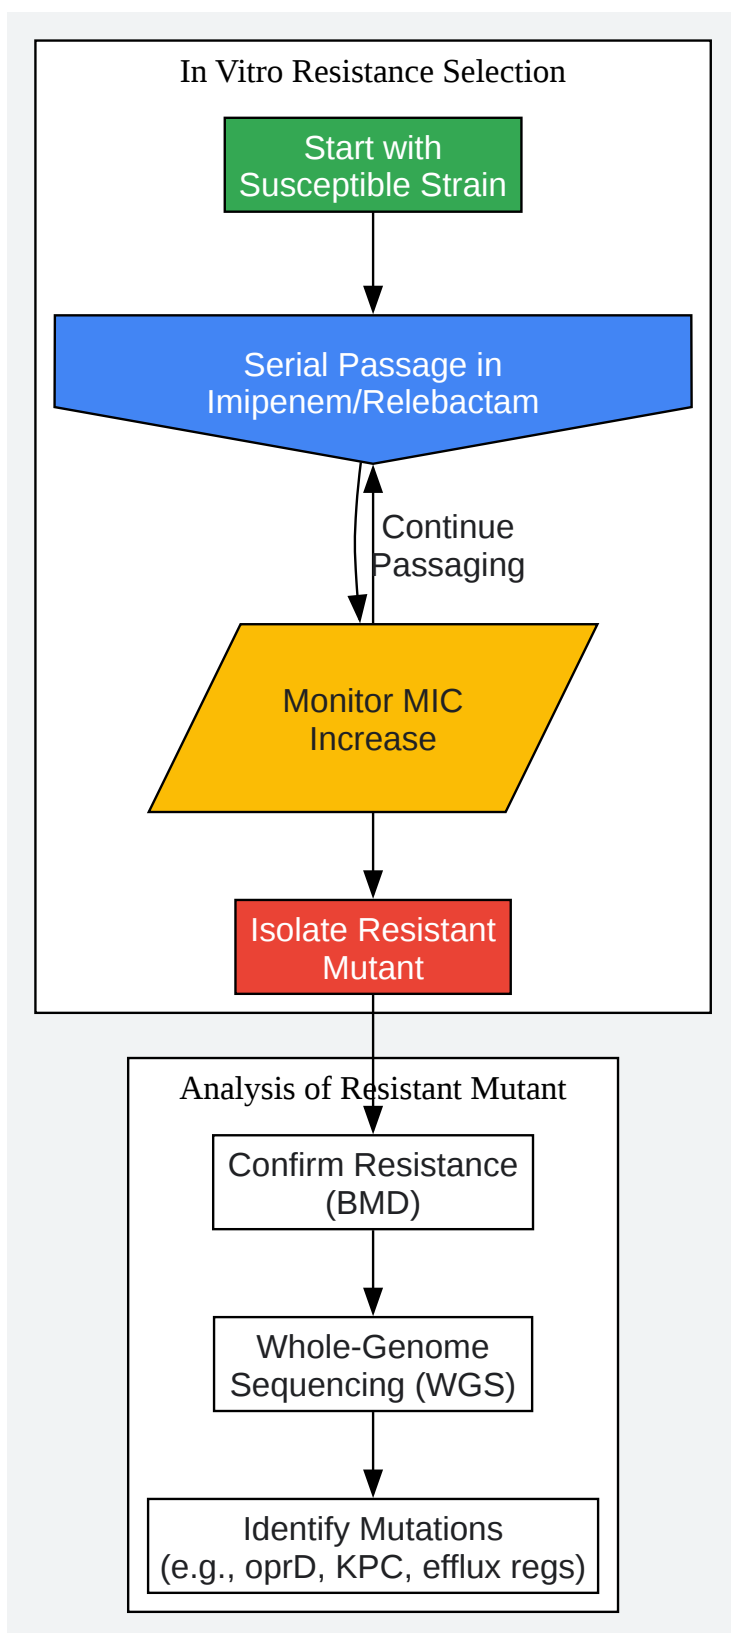 In Vitro Resistance Selection
Start with
Susceptible Strain
Serial Passage in
Imipenem/Relebactam
Continue
Passaging
Monitor MIC
Increase
Isolate Resistant
Mutant
Analysis of Resistant Mutant
Confirm Resistance
(BMD)
Whole-Genome
Sequencing (WGS)
Identify Mutations
(e.g., oprD, KPC, efflux regs)